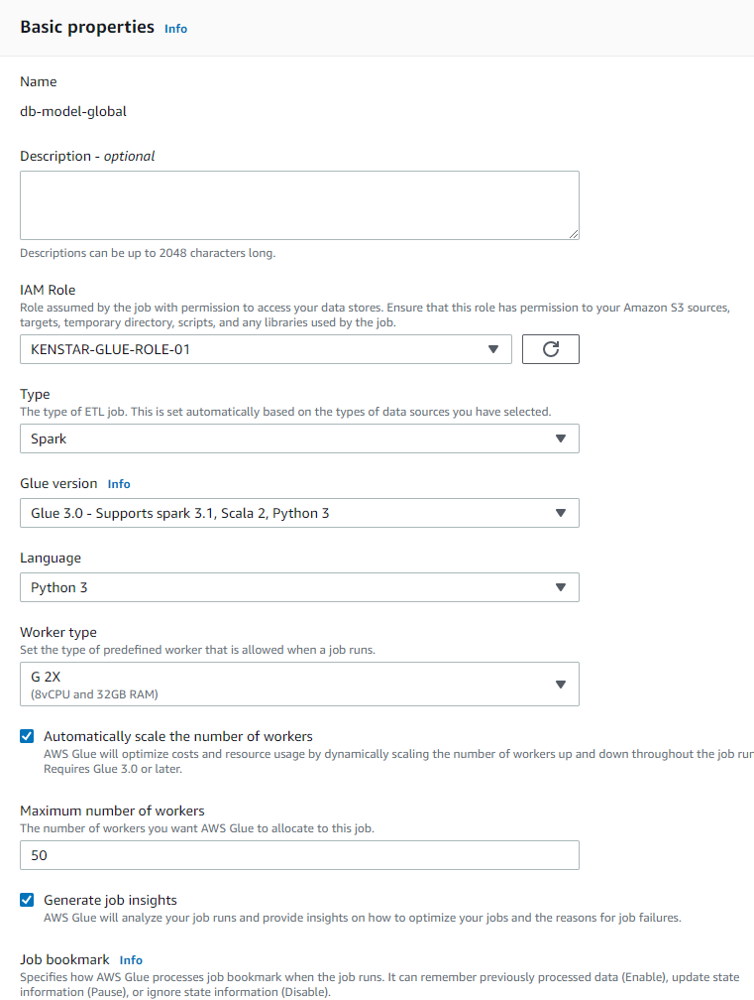 Basic properties Info
Name
db-model-global
Description - optional
Descriptions can be up to 2048 characters long.
IAM Role
Role assumed by the job with permission to access your data stores. Ensure that this role has permission to your Amazon S3 sources,
targets, temporary directory, scripts, and any libraries used by the job.
KENSTAR-GLUE-ROLE-01
Type
The type of ETL job. This is set automatically based on the types of data sources you have selected.
Spark
Glue version Info
Glue 3.0 - Supports spark 3.1, Scala 2, Python 3
Language
Python 3
Worker type
Set the type of predefined worker that is allowed when a job runs.
G 2X
(8vCPU and 32GB RAM)
Automatically scale the number of workers
AWS Glue will optimize costs and resource usage by dynamically scaling the number of workers up and down throughout the job run
Requires Glue 3.0 or later.
Maximum number of workers
The number of workers you want AWS Glue to allocate to this job.
50
Generate job insights
AWS Glue will analyze your job runs and provide insights on how to optimize your jobs and the reasons for job failures.
Job bookmark Info
Specifies how AWS Glue processes job bookmark when the job runs. It can remember previously processed data (Enable), update state
information (Pause), or ignore state information (Disable).